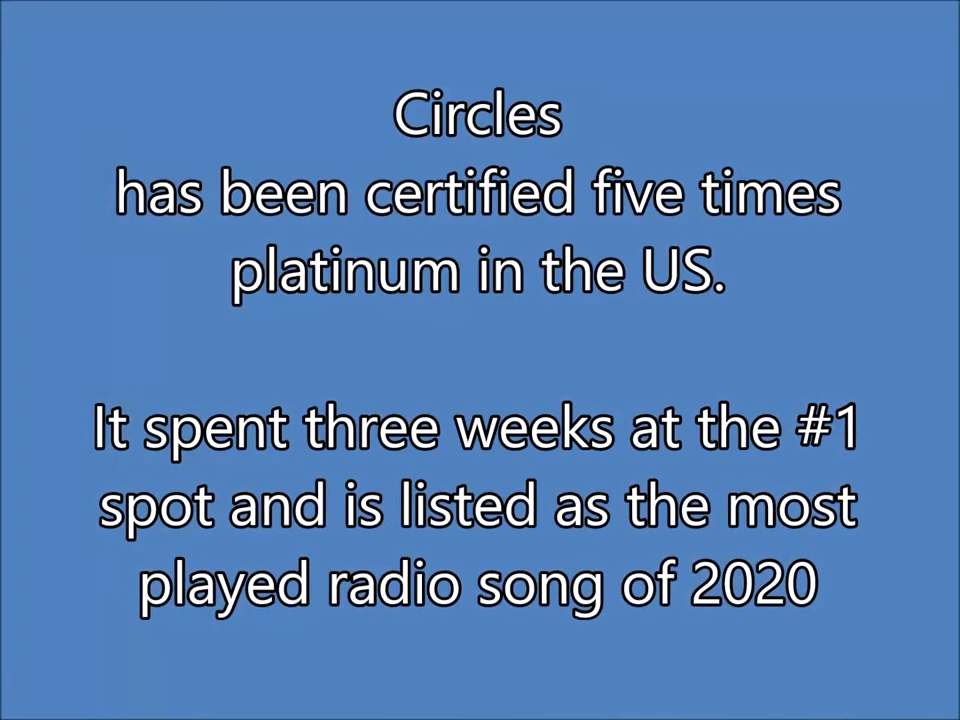 Circles
has been certified five times
platinum in the US.
It spent three weeks at the #1
spot and is listed as the most
played radio song of 2020